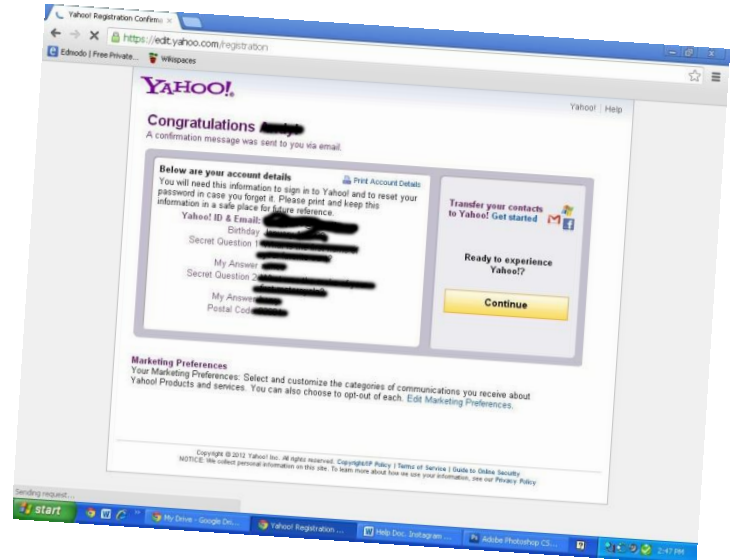 Yahoo! Registration Confirma
https://edit.yahoo.com/registration
Edmodo | Free Private...
Wikispaces
YAHOO!
Yahoo! | Help
Congratulations
A confirmation message was sent to you via email.
Below are your account details
Print Account Details
You will need this information to sign in to Yahoo! and to reset your
password in case you forget it. Please print and keep this
information in a safe place for future reference.
Yahoo! ID & Email:
Birthday
Secret Question 1
My Answer
Secret Question 2
My Answer
Postal Code
Transfer your contacts
to Yahoo! Get started
Ready to experience
Yahoo!?
Continue
Marketing Preferences
Your Marketing Preferences: Select and customize the categories of communications you receive about
Yahoo! Products and services. You can also choose to opt-out of each. Edit Marketing Preferences.
Copyright © 2012 Yahoo! Inc. All rights reserved. Copyright/IP Policy | Terms of Service | Guide to Online Security
NOTICE: We collect personal information on this site. To learn more about how we use your information, see our Privacy Policy
Sending request...
start
My Drive - Google Dri...
Yahoo! Registration ...
Help Doc. Instagram ...
Adobe Photoshop CS...
2:47 PM